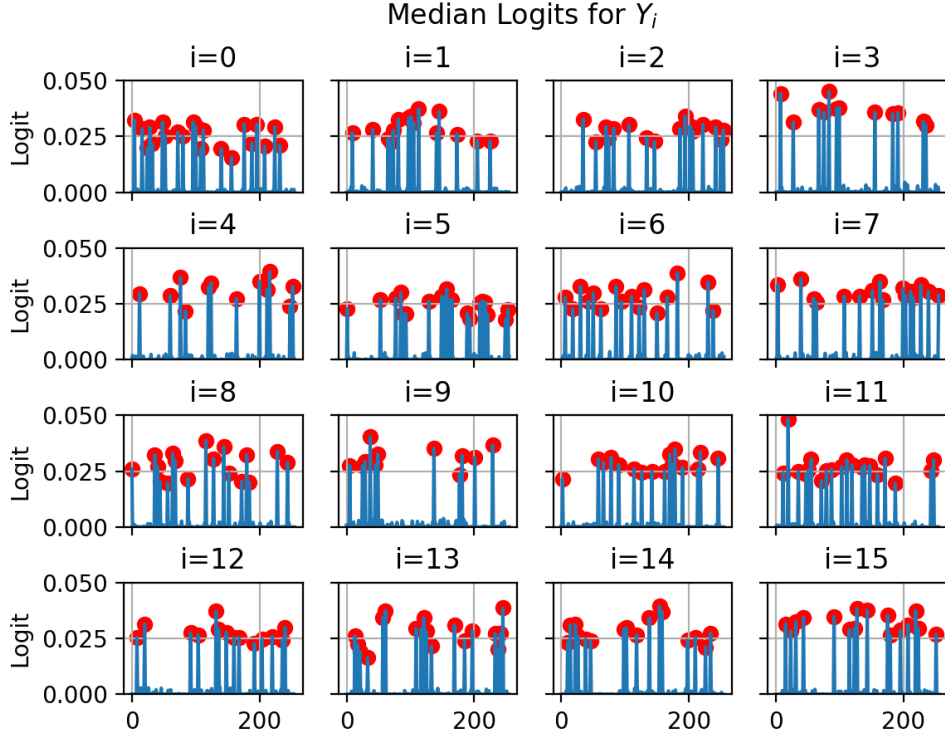 Median Logits for Y_i
i=0 i=1 i=2 i=3
0.050
0.025
0.000
Logit
i=4 i=5 i=6 i=7
0.050
0.025
0.000
Logit
i=8 i=9 i=10 i=11
0.050
0.025
0.000
Logit
i=12 i=13 i=14 i=15
0.050
0.025
0.000
Logit
0 200 0 200 0 200 0 200